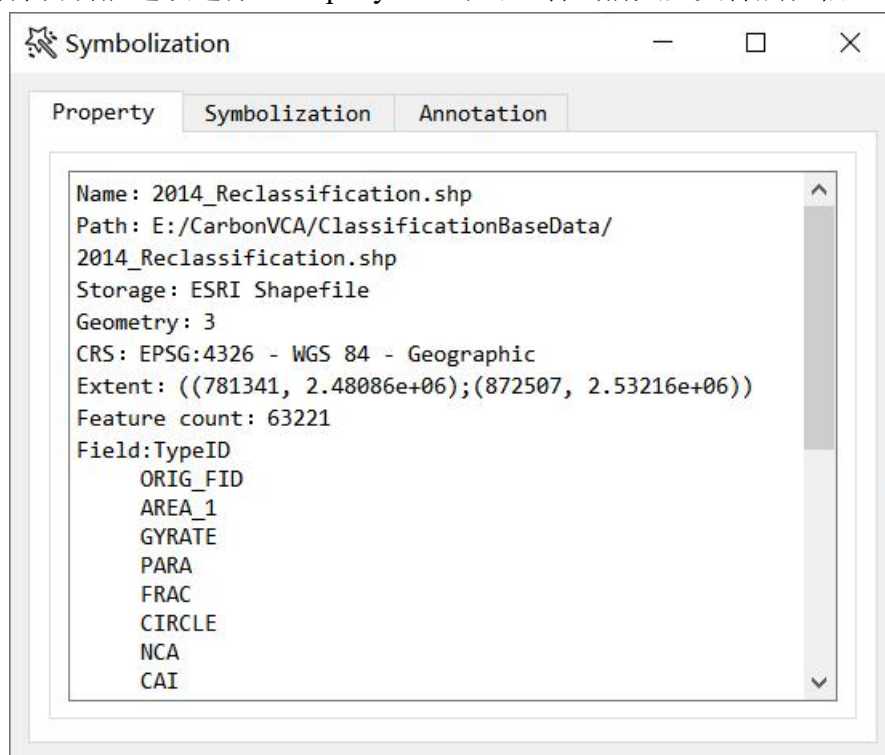 Symbolization
Property Symbolization Annotation
Name: 2014_Reclassification.shp
Path: E:/CarbonVCA/ClassificationBaseData/
2014_Reclassification.shp
Storage: ESRI Shapefile
Geometry: 3
CRS: EPSG:4326 - WGS 84 - Geographic
Extent: ((781341, 2.48086e+06);(872507, 2.53216e+06))
Feature count: 63221
Field:TypeID
ORIG_FID
AREA_1
GYRATE
PARA
FRAC
CIRCLE
NCA
CAI